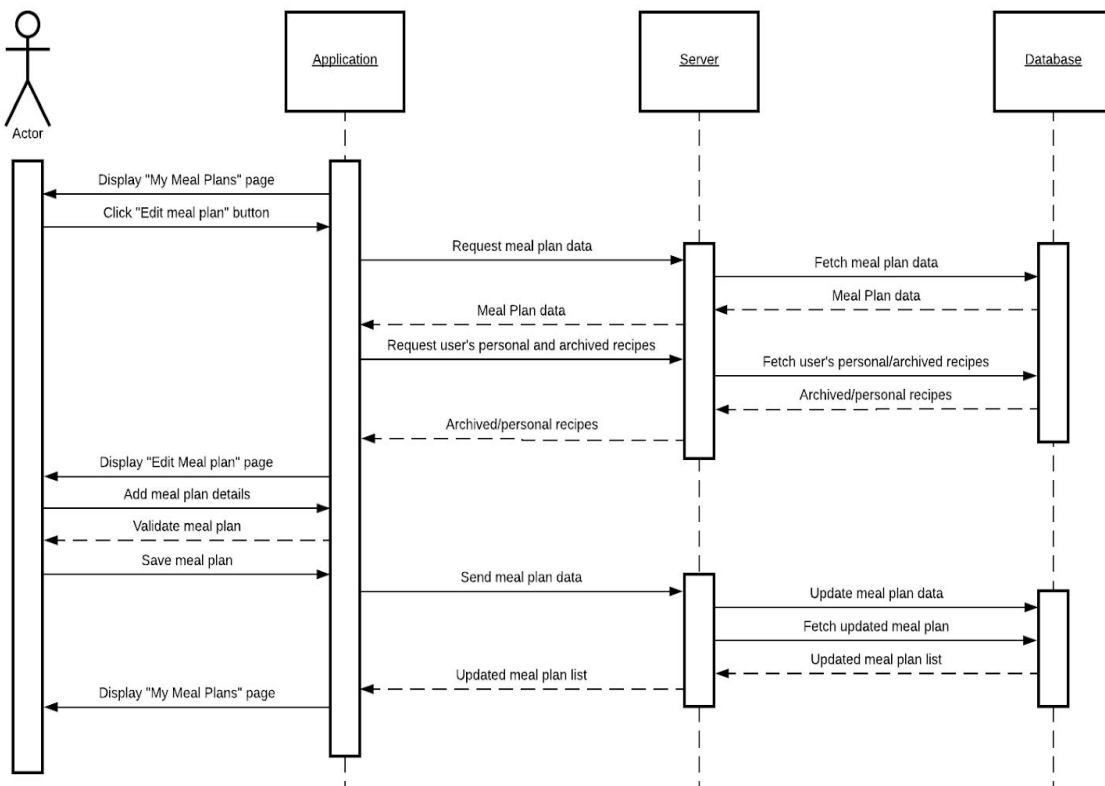 Application
Server
Database
Actor
Display "My Meal Plans" page
Click "Edit meal plan" button
Request meal plan data
Fetch meal plan data
Meal Plan data
Meal Plan data
Request user's personal and archived recipes
Fetch user's personal/archived recipes
Archived/personal recipes
Archived/personal recipes
Display "Edit Meal plan" page
Add meal plan details
Validate meal plan
Save meal plan
Send meal plan data
Update meal plan data
Fetch updated meal plan
Updated meal plan list
Updated meal plan list
Display "My Meal Plans" page